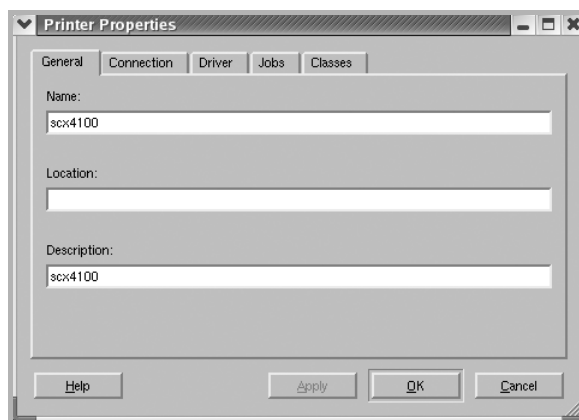 Printer Properties
General Connection Driver Jobs Classes
Name:
scx4100
Location:
Description:
scx4100
Help Apply OK Cancel